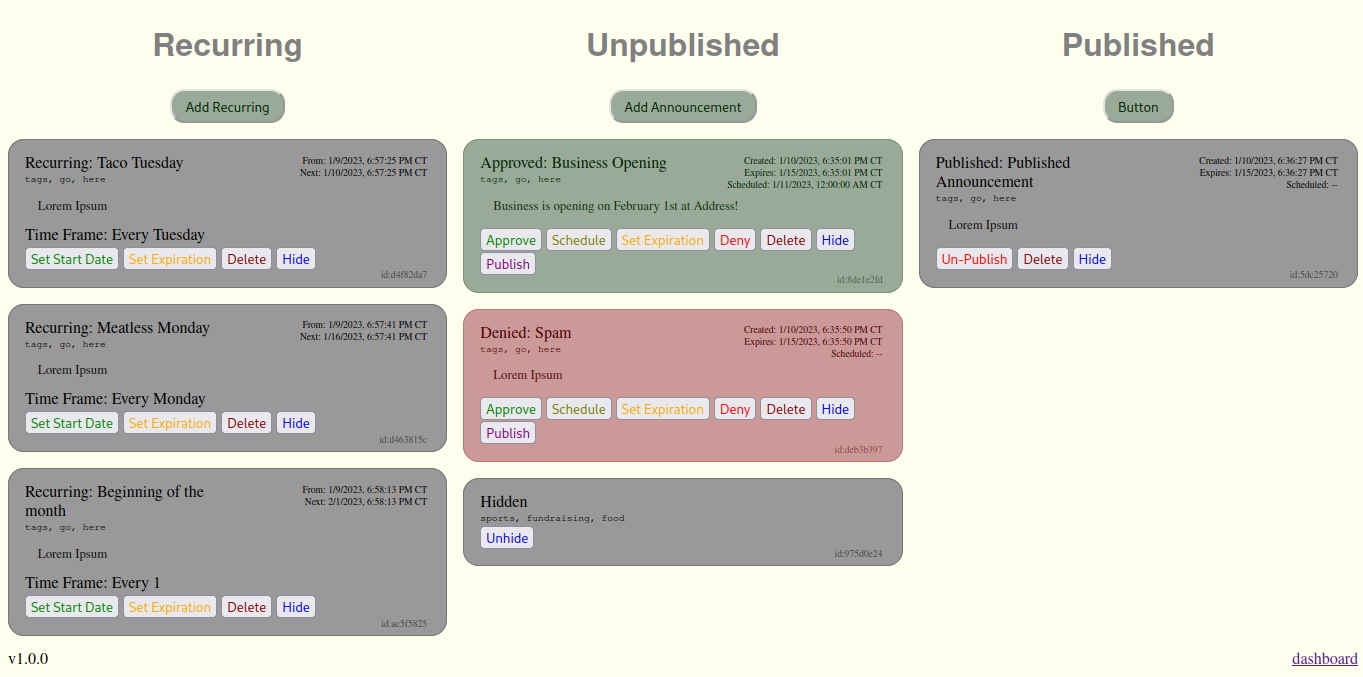 Recurring
Add Recurring
Recurring: Taco Tuesday
From: 1/9/2023, 6:57:25 PM CT
Next: 1/10/2023, 6:57:25 PM CT
tags, go, here
Lorem Ipsum
Time Frame: Every Tuesday
Set Start Date Set Expiration Delete Hide
id:d4f82da7
Recurring: Meatless Monday
From: 1/9/2023, 6:57:41 PM CT
Next: 1/16/2023, 6:57:41 PM CT
tags, go, here
Lorem Ipsum
Time Frame: Every Monday
Set Start Date Set Expiration Delete Hide
id:d463815c
Recurring: Beginning of the
month
From: 1/9/2023, 6:58:13 PM CT
Next: 2/1/2023, 6:58:13 PM CT
tags, go, here
Lorem Ipsum
Time Frame: Every 1
Set Start Date Set Expiration Delete Hide
id:ac5f5825
Unpublished
Add Announcement
Approved: Business Opening
Created: 1/10/2023, 6:35:01 PM CT
Expires: 1/15/2023, 6:35:01 PM CT
Scheduled: 1/11/2023, 12:00:00 AM CT
tags, go, here
Business is opening on February 1st at Address!
Approve Schedule Set Expiration Deny Delete Hide
Publish
id:8de1e2fd
Denied: Spam
Created: 1/10/2023, 6:35:50 PM CT
Expires: 1/15/2023, 6:35:50 PM CT
Scheduled: --
tags, go, here
Lorem Ipsum
Approve Schedule Set Expiration Deny Delete Hide
Publish
id:deb3b397
Hidden
sports, fundraising, food
Unhide
id:975d0e24
Published
Button
Published: Published
Announcement
Created: 1/10/2023, 6:36:27 PM CT
Expires: 1/15/2023, 6:36:27 PM CT
Scheduled: --
tags, go, here
Lorem Ipsum
Un-Publish Delete Hide
id:5dc25720
v1.0.0
dashboard